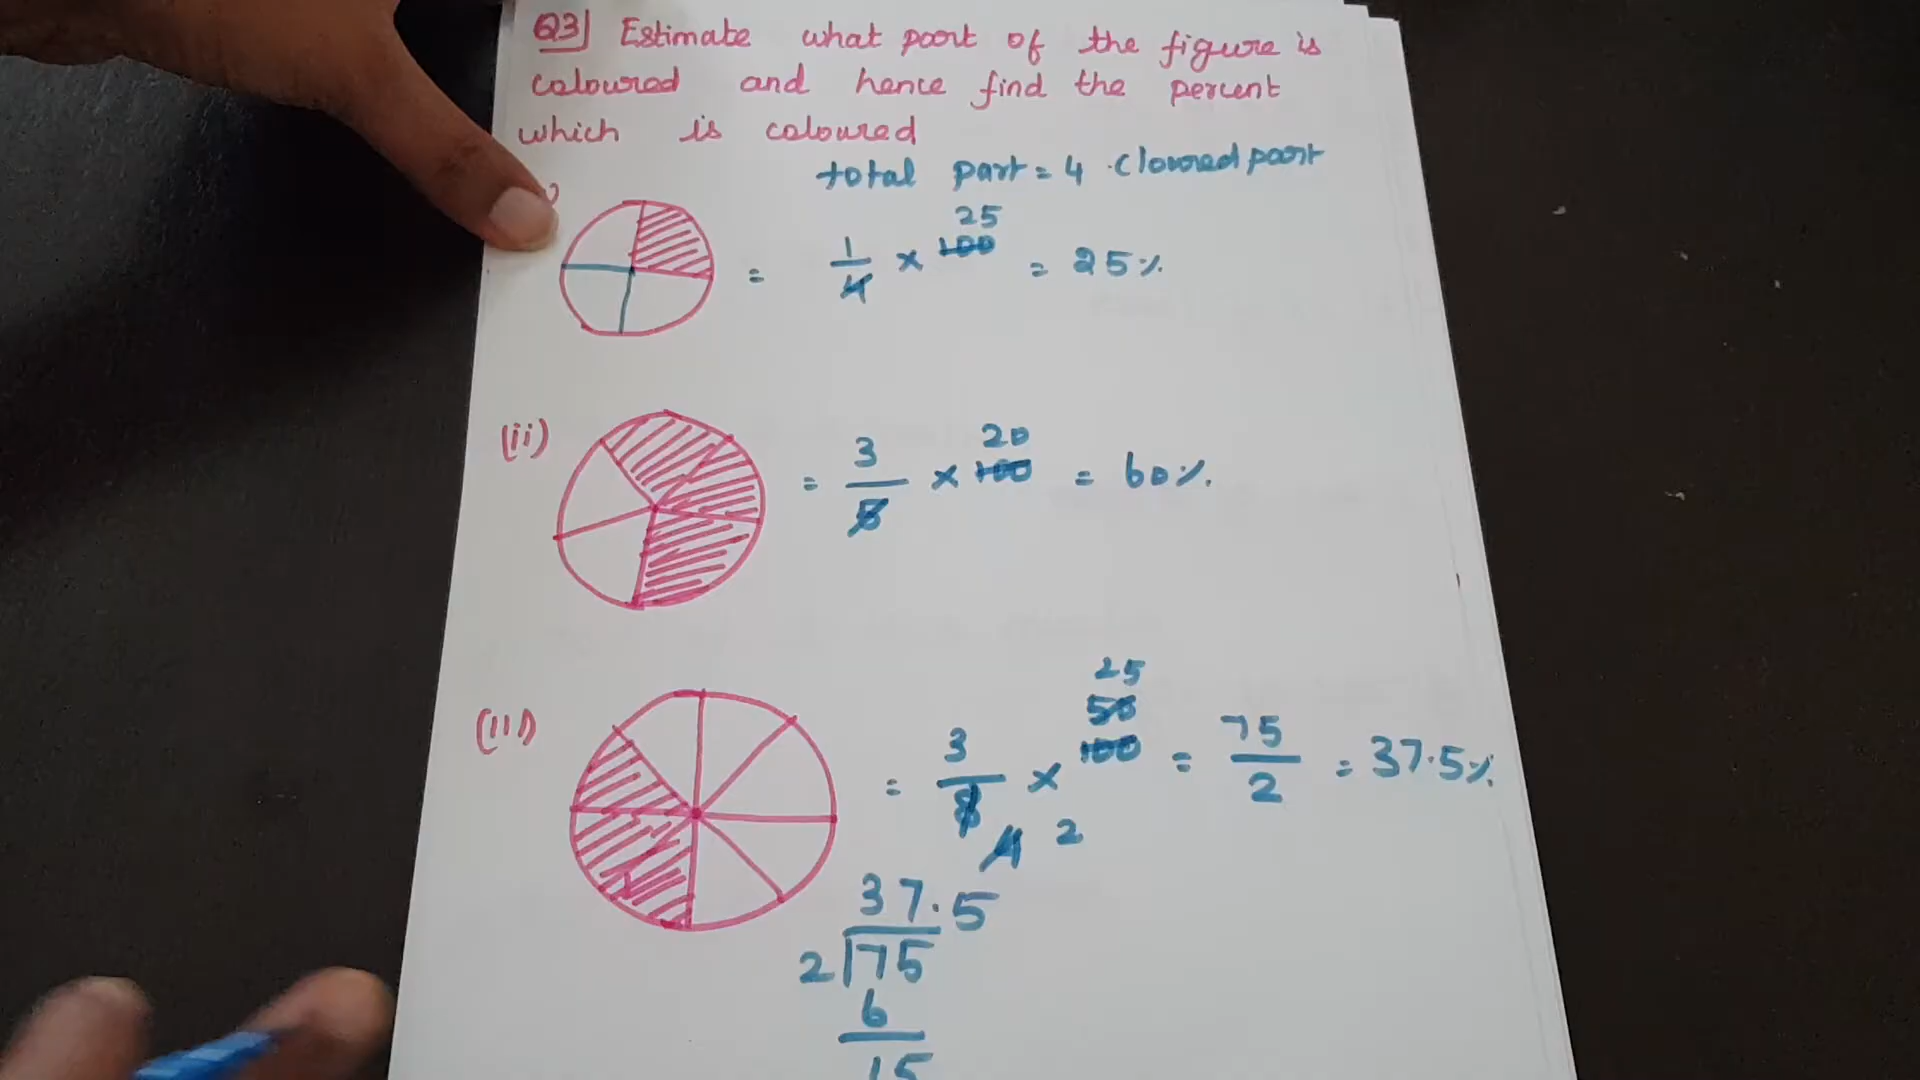 Q3] Estimate what part of the figure is
coloured and hence find the percent
which is coloured
total part = 4 . Cloured part
= 1/4 × 100 25 = 25%
(ii) = 3/5 × 100 20 = 60%
(iii) = 3/8 4 2 × 100 50 25 = 75/2 = 37.5%
37.5
2 75
6
15